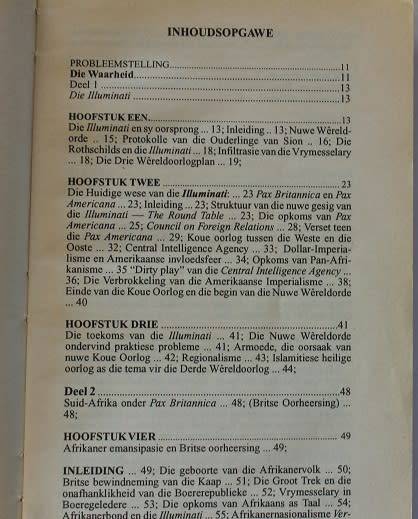 INHOUDSOPGAWE
PROBLEEMSTELLING.................................................11
Die Waarheid..........................................................11
Deel 1 .....................................................................13
Die Illuminati ..........................................................13
HOOFSTUK EEN....................................................13
Die Illuminati en sy oorsprong ... 13; Inleiding .. 13; Nuwe Wêreld-
orde .. 15; Protokolle van die Ouderlinge van Sion .. 16; Die
Rothschilds en die Illuminati ... 18; Infiltrasie van die Vrymesselary
... 18; Die Drie Wêreldoorlogplan ... 19;
HOOFSTUK TWEE .................................................23
Die Huidige wese van die Illuminati: ... 23 Pax Britannica en Pax
Americana ... 23; Inleiding ... 23; Struktuur van die nuwe gesig van
die Illuminati — The Round Table ... 23; Die opkoms van Pax
Americana ... 25; Council on Foreign Relations ... 28; Verset teen
die Pax Americana ... 29; Koue oorlog tussen die Weste en die
Ooste ... 32; Central Intelligence Agency ... 33; Dollar-Imperia-
lisme en Amerikaanse invloedsfeer ... 34; Opkoms van Pan-Afri-
kanisme ... 35 "Dirty play" van die Central Intelligence Agency ...
36; Die Verbrokkeling van die Amerikaanse Imperialisme ... 38;
Einde van die Koue Oorlog en die begin van die Nuwe Wêreldorde
... 40
HOOFSTUK DRIE ..................................................41
Die toekoms van die Illuminati ... 41; Die Nuwe Wêreldorde
ondervind praktiese probleme ... 41; Armoede, die oorsaak van
nuwe Koue Oorlog ... 42; Regionalisme ... 43; Islamitiese heilige
oorlog as die tema vir die Derde Wêreldoorlog ... 44;
Deel 2 .....................................................................48
Suid-Afrika onder Pax Britannica ... 48; (Britse Oorheersing) ...
48;
HOOFSTUK VIER .................................................. 49
Afrikaner emansipasie en Britse oorheersing ... 49;
INLEIDING ... 49; Die geboorte van die Afrikanervolk ... 50;
Britse bewindneming van die Kaap ... 51; Die Groot Trek en die
onafhanklikheid van die Boererepublieke ... 52; Vrymesselary in
Boeregeledere ... 53; Die opkoms van Afrikaans as Taal ... 54;
Afrikanerbond en die Illuminati ... 55; Afrikanernasionalisme ver-